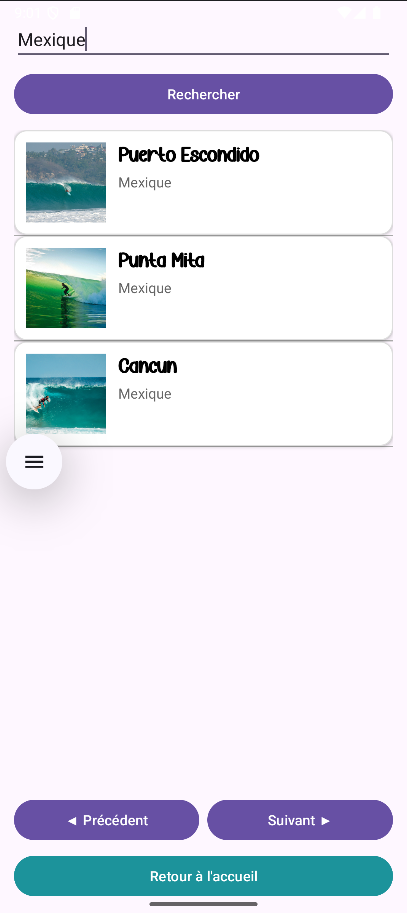 Mexique
Rechercher
Puerto Escondido
Mexique
Punta Mita
Mexique
Cancun
Mexique
◄ Précédent
Suivant ►
Retour à l'accueil